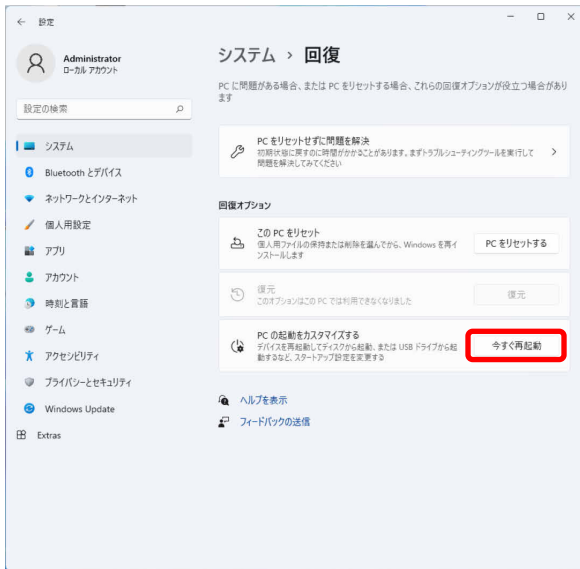 設定
Administrator
ローカル アカウント
設定の検索
システム
Bluetooth とデバイス
ネットワークとインターネット
個人用設定
アプリ
アカウント
時刻と言語
ゲーム
アクセシビリティ
プライバシーとセキュリティ
Windows Update
Extras
システム › 回復
PC に問題がある場合、または PC をリセットする場合、これらの回復オプションが役立つ場合があり
ます
PC をリセットせずに問題を解決
初期状態に戻すのに時間がかかることがあります。まずトラブルシューティングツールを実行して
問題を解決してみてください
回復オプション
この PC をリセット
個人用ファイルの保持または削除を選んでから、Windows を再イ
ンストールします
PC をリセットする
復元
このオプションはこの PC では利用できなくなりました
復元
PC の起動をカスタマイズする
デバイスを再起動してディスクから起動、または USB ドライブから起
動するなど、スタートアップ設定を変更する
今すぐ再起動
ヘルプを表示
フィードバックの送信